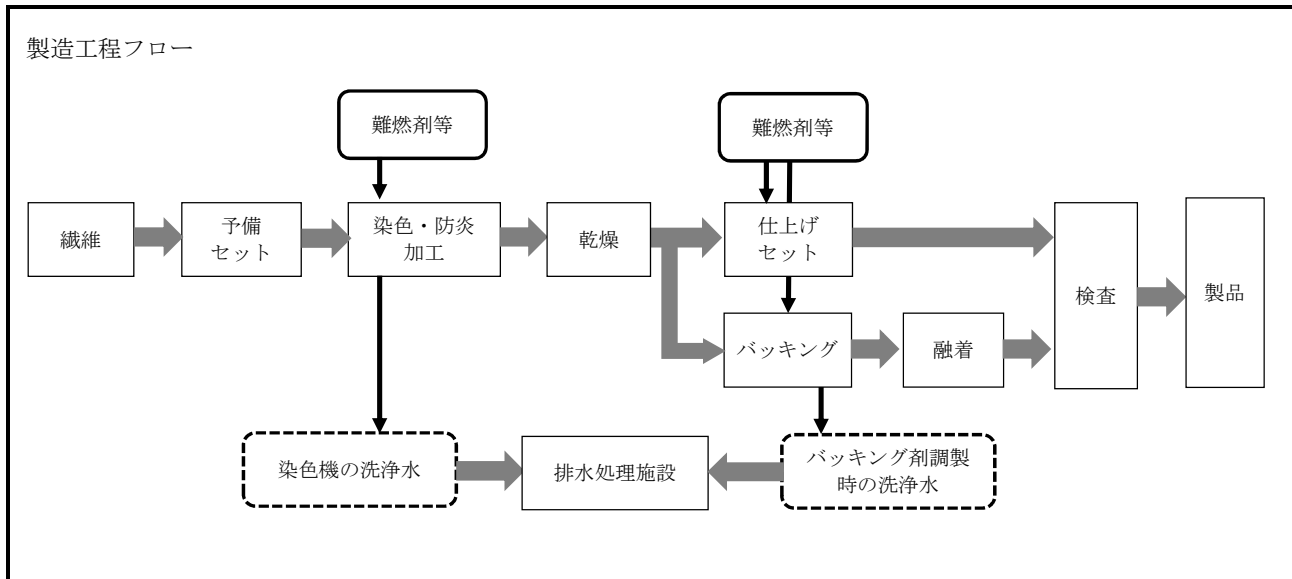 製造工程フロー
難燃剤等
難燃剤等
繊維
予備
セット
染色・防炎
加工
乾燥
仕上げ
セット
検査
製品
バッキング
融着
染色機の洗浄水
排水処理施設
バッキング剤調製
時の洗浄水